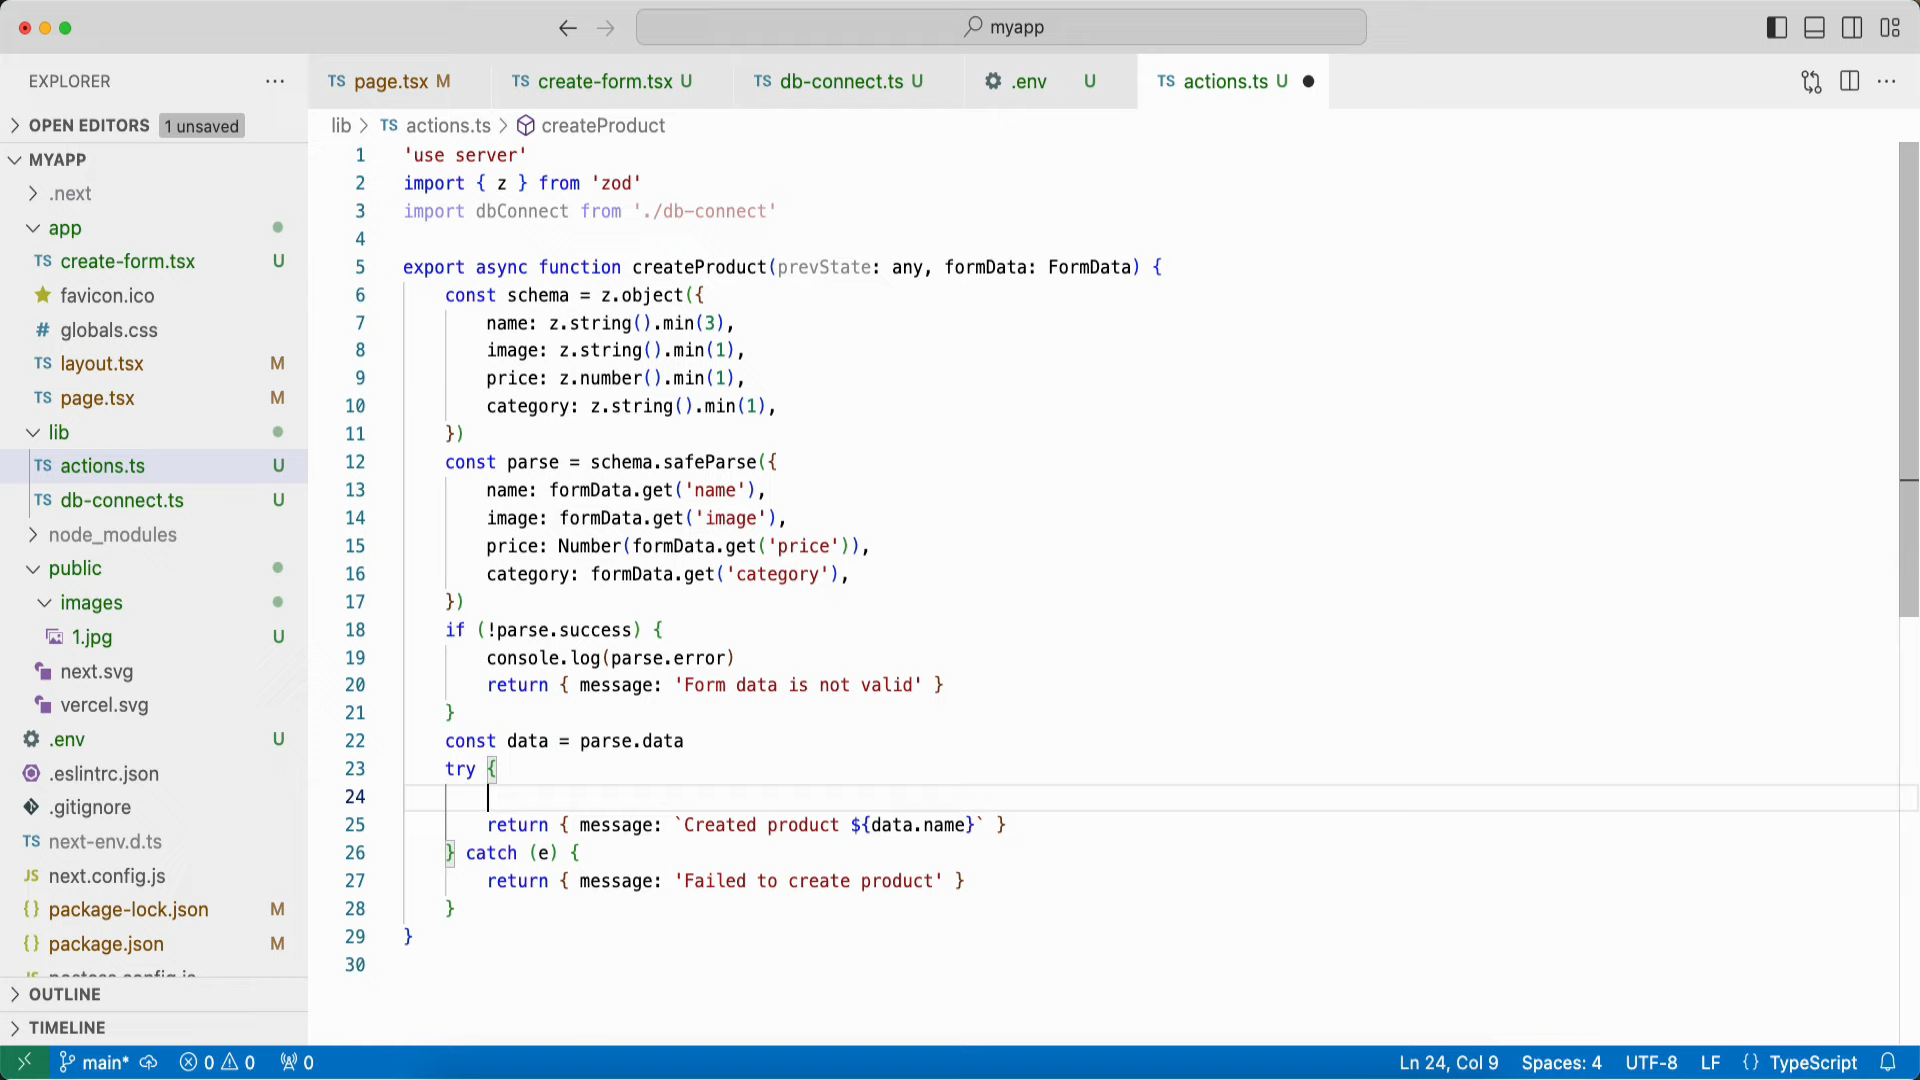 myapp
EXPLORER
OPEN EDITORS 1 unsaved
MYAPP
.next
app
TS create-form.tsx U
favicon.ico
# globals.css
TS layout.tsx M
TS page.tsx M
lib
TS actions.ts U
TS db-connect.ts U
node_modules
public
images
1.jpg U
next.svg
vercel.svg
.env U
.eslintrc.json
.gitignore
TS next-env.d.ts
JS next.config.js
{} package-lock.json M
{} package.json M
JS postcss.config.js
OUTLINE
TIMELINE
TS page.tsx M TS create-form.tsx U TS db-connect.ts U .env U TS actions.ts U
lib > TS actions.ts > createProduct
1 'use server'
2 import { z } from 'zod'
3 import dbConnect from './db-connect'
4
5 export async function createProduct(prevState: any, formData: FormData) {
6 const schema = z.object({
7 name: z.string().min(3),
8 image: z.string().min(1),
9 price: z.number().min(1),
10 category: z.string().min(1),
11 })
12 const parse = schema.safeParse({
13 name: formData.get('name'),
14 image: formData.get('image'),
15 price: Number(formData.get('price')),
16 category: formData.get('category'),
17 })
18 if (!parse.success) {
19 console.log(parse.error)
20 return { message: 'Form data is not valid' }
21 }
22 const data = parse.data
23 try {
24
25 return { message: `Created product ${data.name}` }
26 } catch (e) {
27 return { message: 'Failed to create product' }
28 }
29 }
30
main* 0 0 0 Ln 24, Col 9 Spaces: 4 UTF-8 LF {} TypeScript